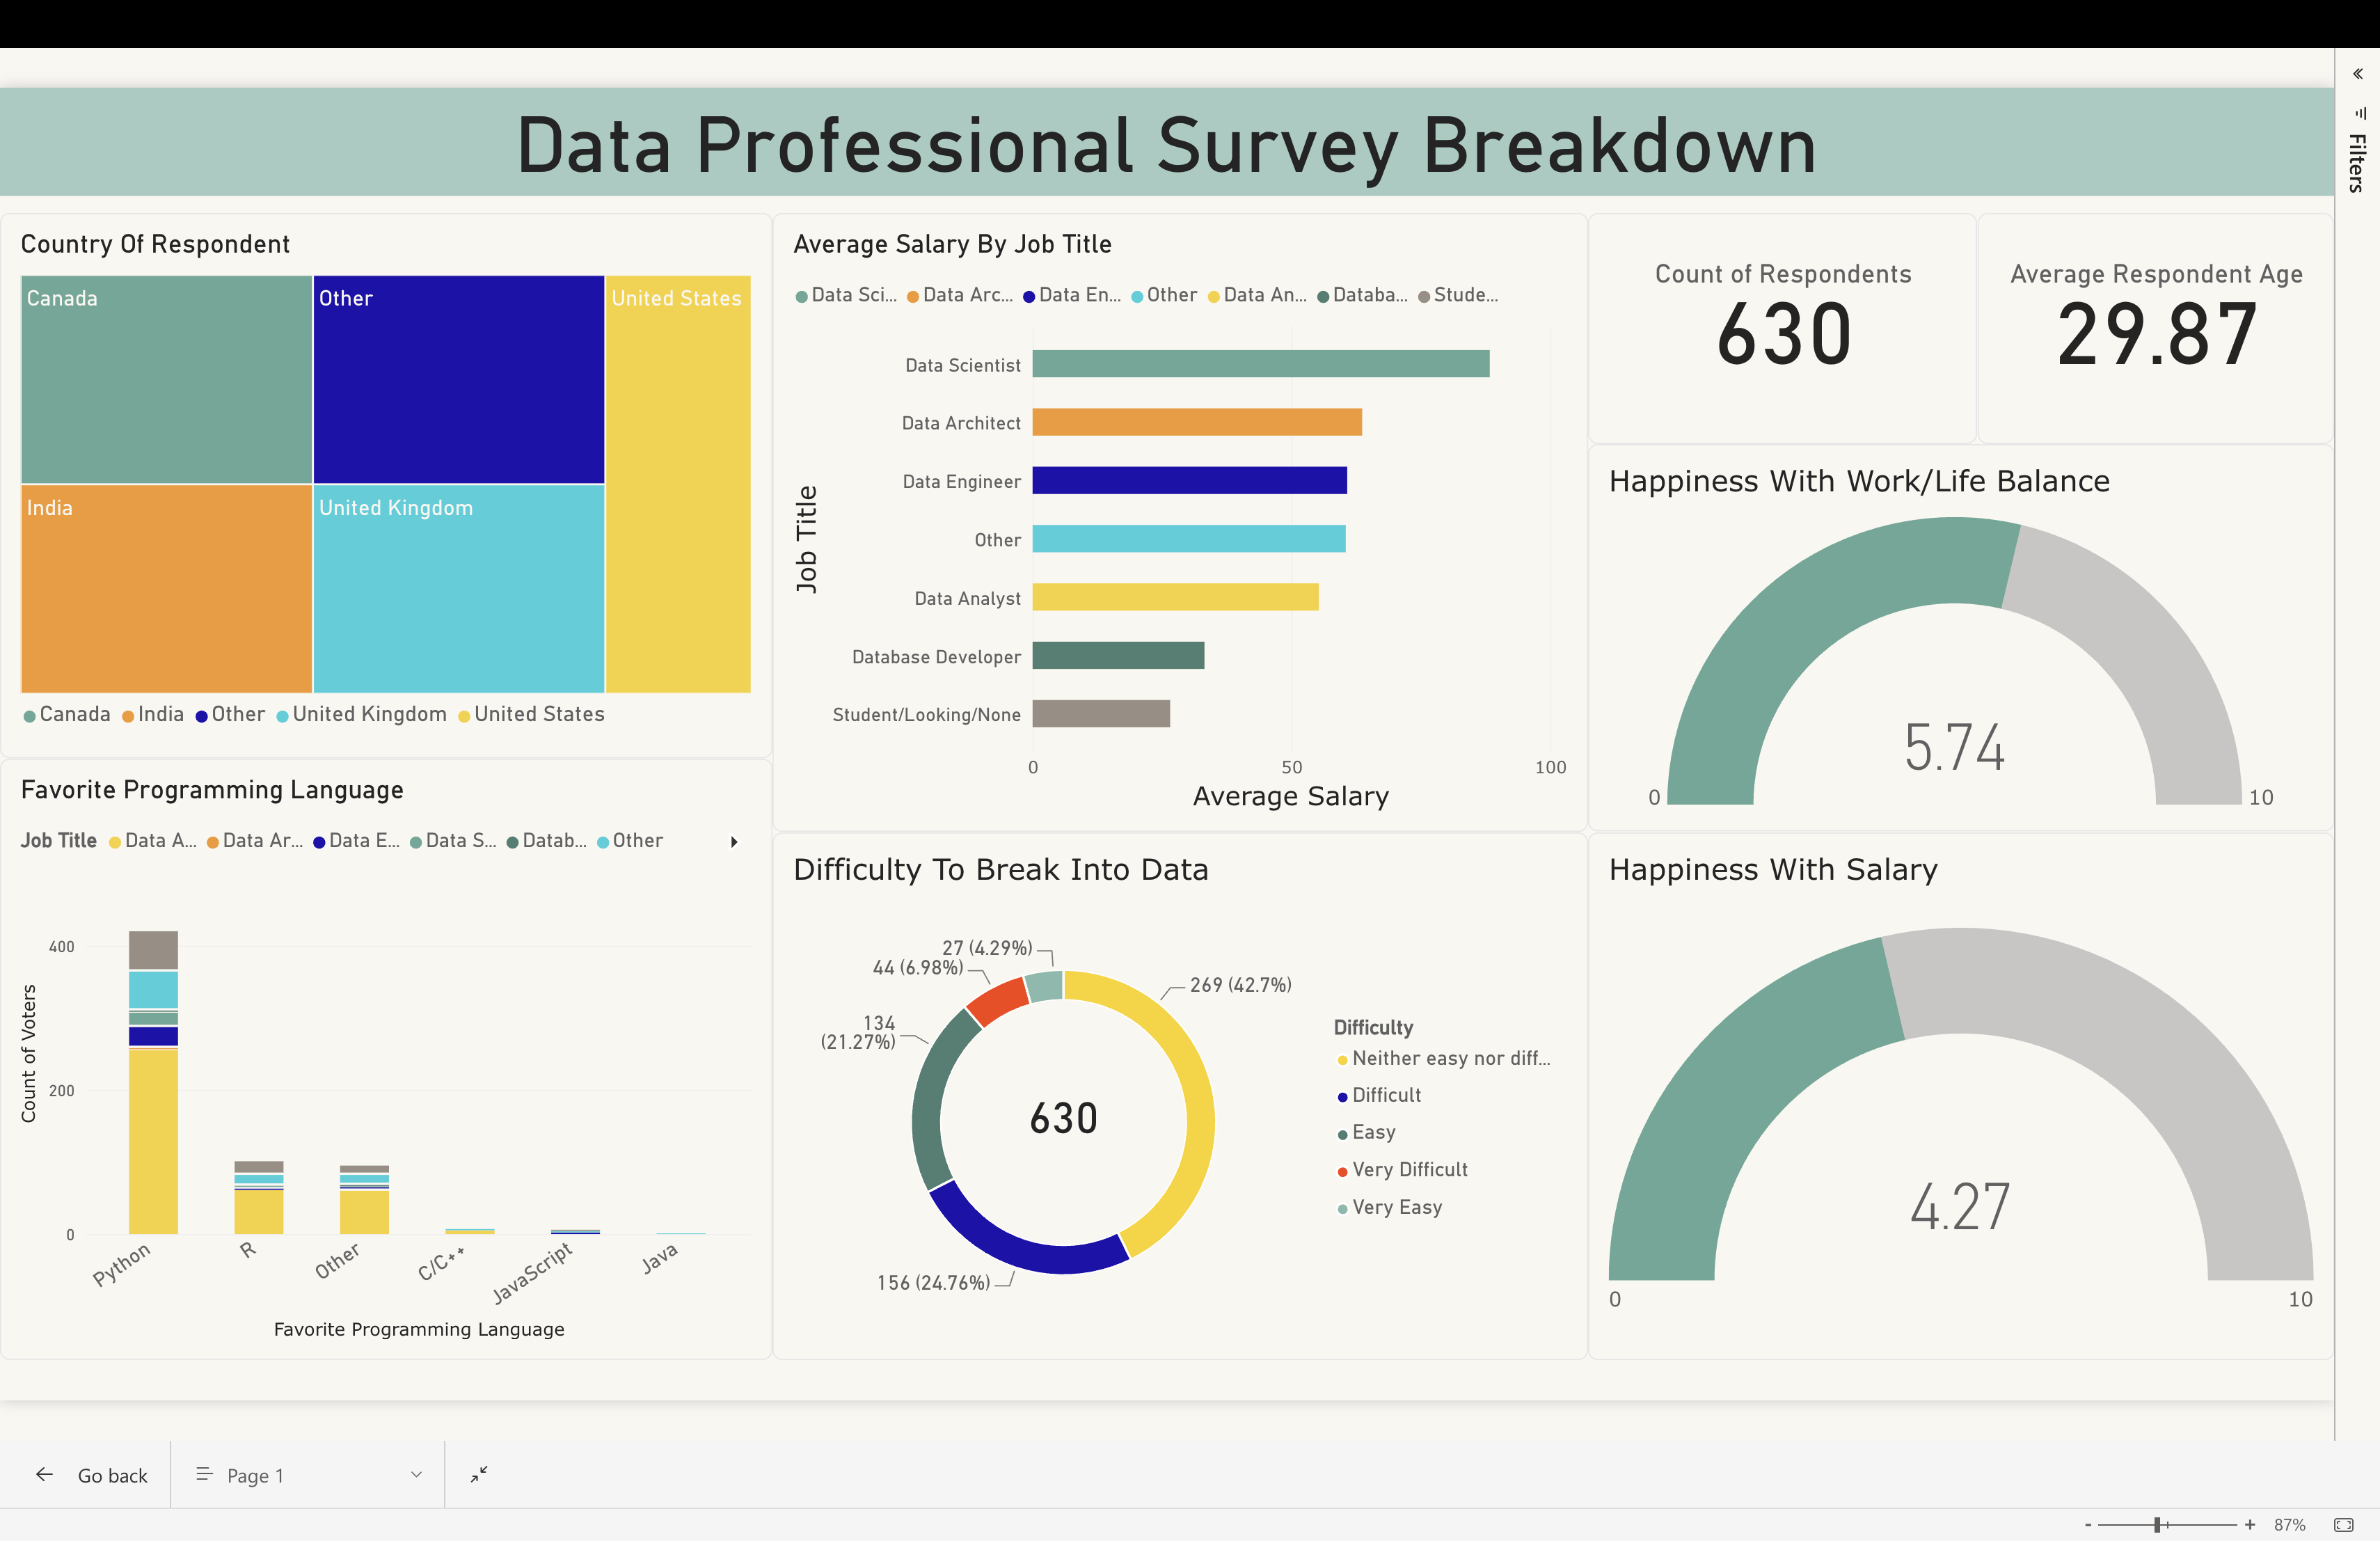 Data Professional Survey Breakdown
Filters
Country Of Respondent
Canada
Other
United States
India
United Kingdom
Canada India Other United Kingdom United States
Average Salary By Job Title
Data Sci... Data Arc... Data En... Other Data An... Databa... Stude...
Job Title
Data Scientist
Data Architect
Data Engineer
Other
Data Analyst
Database Developer
Student/Looking/None
0 50 100
Average Salary
Count of Respondents
630
Average Respondent Age
29.87
Happiness With Work/Life Balance
5.74
0 10
Favorite Programming Language
Job Title Data A... Data Ar... Data E... Data S... Datab... Other
Count of Voters
400
200
0
Python R Other C/C++ JavaScript Java
Favorite Programming Language
Difficulty To Break Into Data
27 (4.29%)
44 (6.98%)
269 (42.7%)
134
(21.27%)
630
156 (24.76%)
Difficulty
Neither easy nor diff...
Difficult
Easy
Very Difficult
Very Easy
Happiness With Salary
4.27
0 10
Go back
Page 1
- + 87%